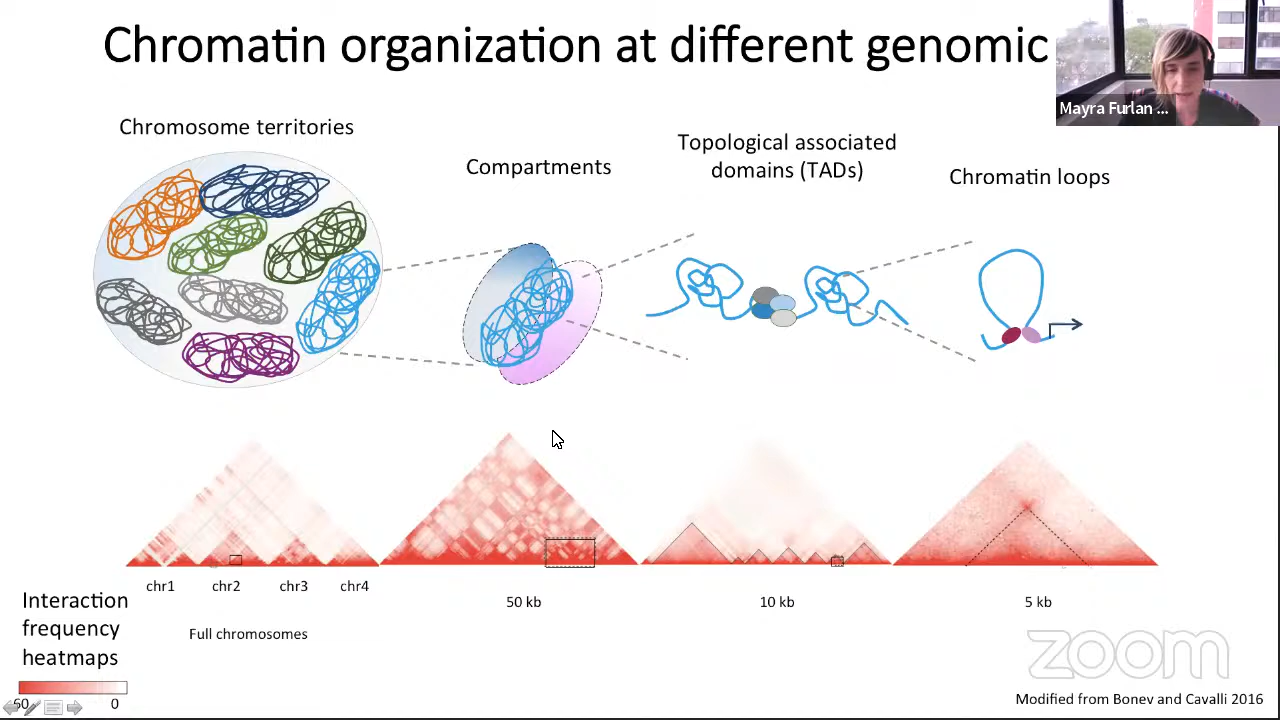 Chromatin organization at different genomic
Mayra Furlan ...
Chromosome territories
Compartments
Topological associated
domains (TADs)
Chromatin loops
chr1 chr2 chr3 chr4
50 kb
10 kb
5 kb
Full chromosomes
Interaction
frequency
heatmaps
60 0
zoom
Modified from Bonev and Cavalli 2016